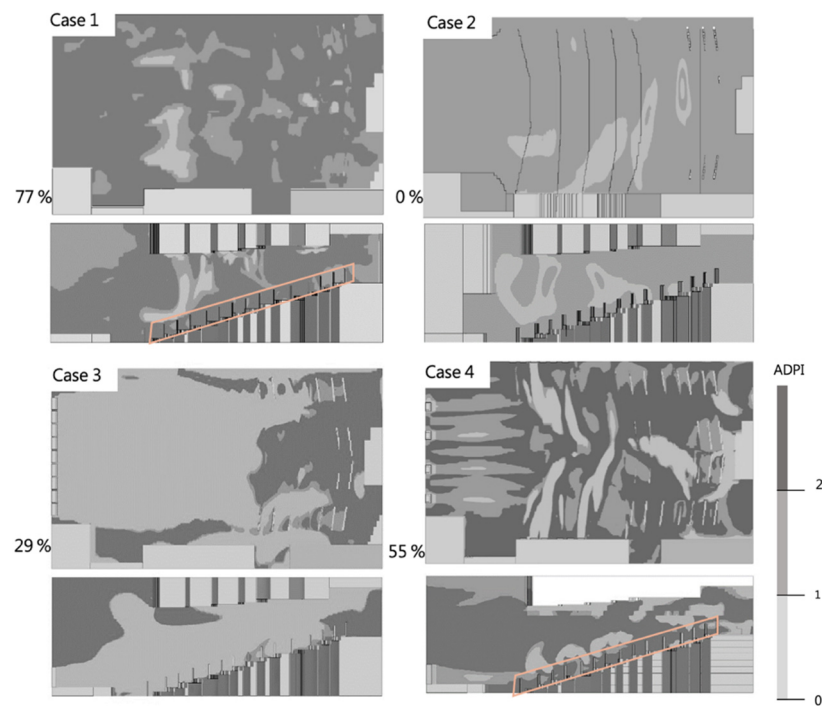 Case 1
77 %
Case 2
0 %
Case 3
29 %
Case 4
55 %
ADPI
2
1
0